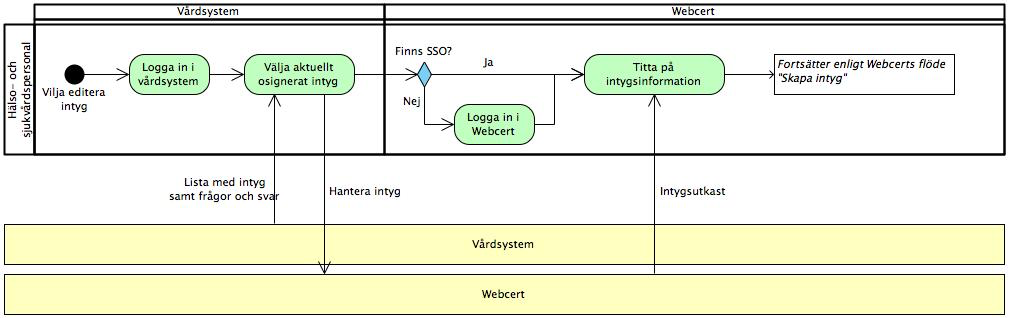 Vårdsystem
Webcert
Hälso- och
sjukvårdspersonal
Vilja editera
intyg
Logga in i
vårdsystem
Välja aktuellt
osignerat intyg
Finns SSO?
Ja
Nej
Logga in i
Webcert
Titta på
intygsinformation
Fortsätter enligt Webcerts flöde
"Skapa intyg"
Lista med intyg
samt frågor och svar
Hantera intyg
Intygsutkast
Vårdsystem
Webcert